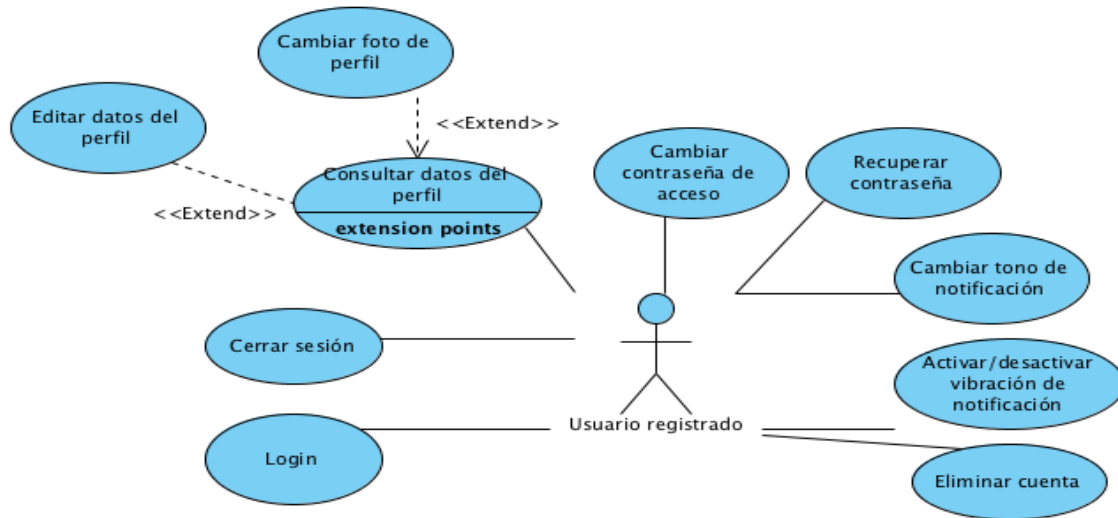 Cambiar foto de
perfil
Editar datos del
perfil
<<Extend>>
<<Extend>>
Consultar datos del
perfil
extension points
Cambiar
contraseña de
acceso
Recuperar
contraseña
Cambiar tono de
notificación
Cerrar sesión
Activar/desactivar
vibración de
notificación
Usuario registrado
Login
Eliminar cuenta